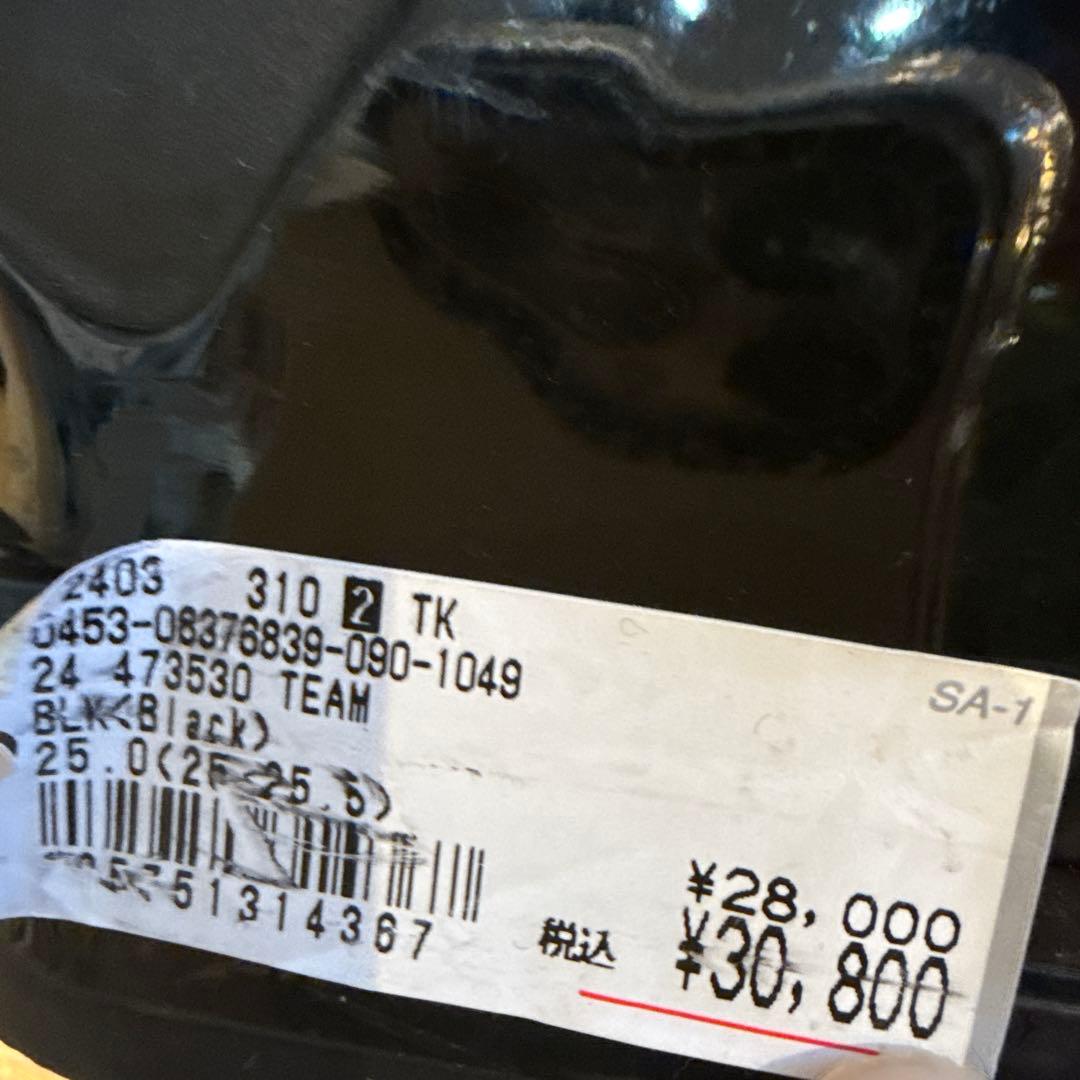 2403 310 2 TK
0453-08376839-090-1049
24 473530 TEAM
BLK<Black>
SA-1
25.0(25-25.5)
51314367
¥28,000
税込 ¥30,800